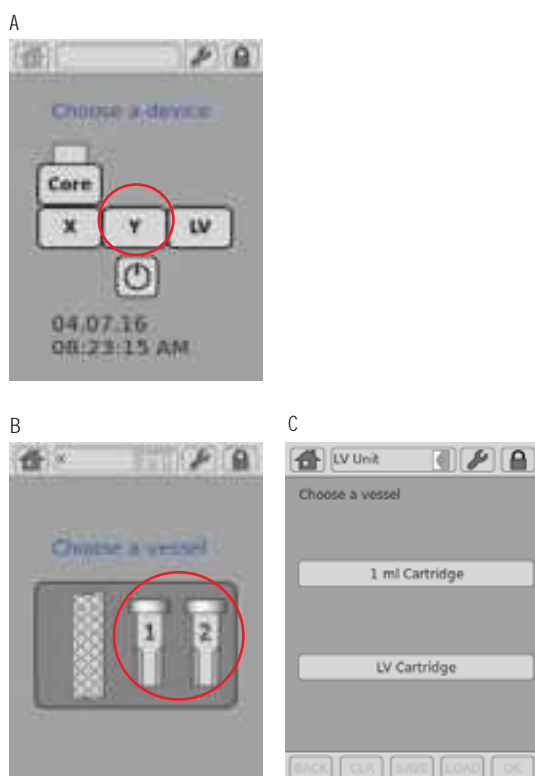 A
Choose a device
Core
X Y LV
04.07.16
08:23:15 AM
B
C
X
LV Unit
Choose a vessel
Choose a vessel
1 ml Cartridge
1 2
LV Cartridge
BACK CLR SAVE LOAD OK